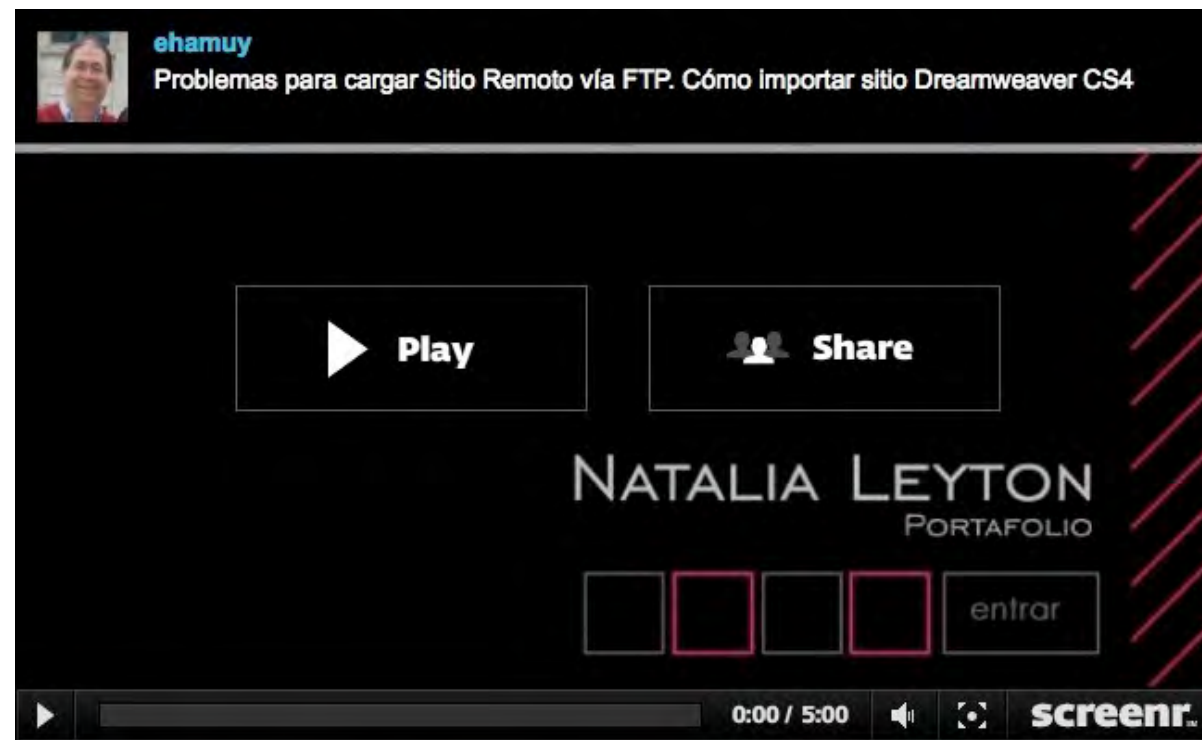 ehamuy
Problemas para cargar Sitio Remoto vía FTP. Cómo importar sitio Dreamweaver CS4
Play
Share
NATALIA LEYTON
PORTAFOLIO
entrar
0:00 / 5:00
screenr.